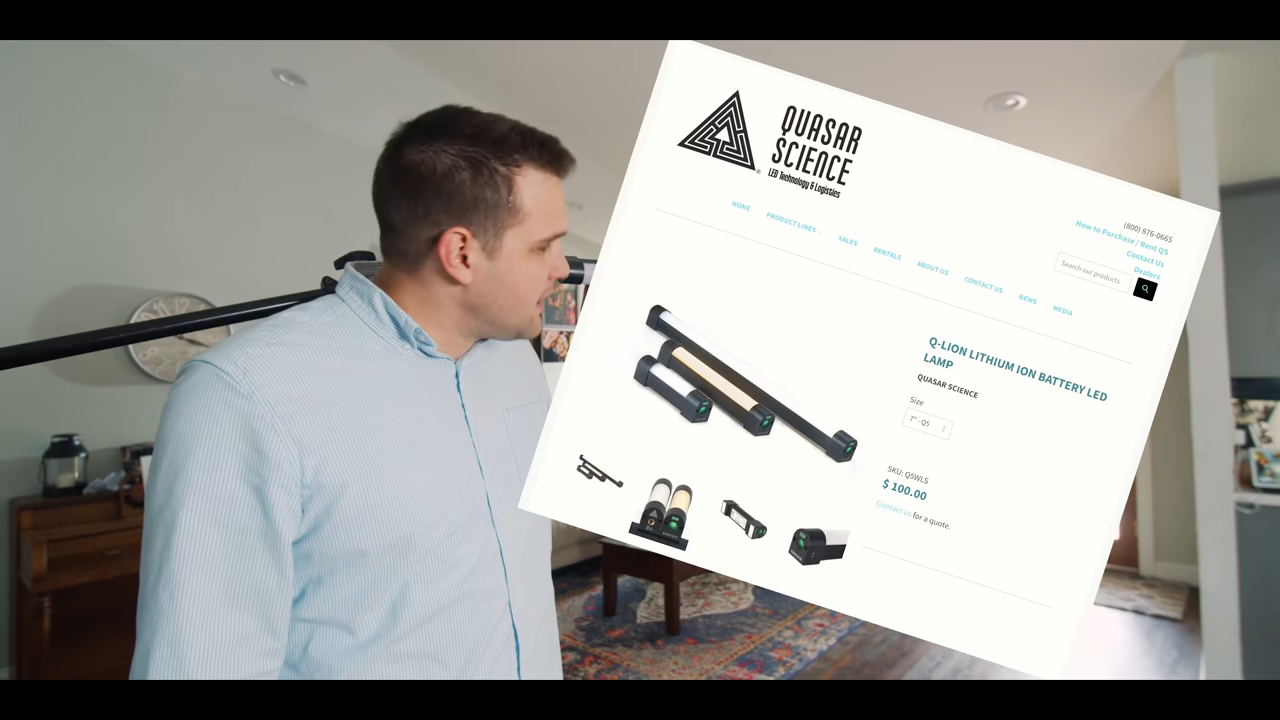 QUASAR
SCIENCE
LED Technology & Logistics
(800) 876-0665
How to Purchase / Rent QS
Contact Us
Dealers
Search our products
HOME
PRODUCT LINES
SALES
RENTALS
ABOUT US
CONTACT US
NEWS
MEDIA
Q-LION LITHIUM ION BATTERY LED
LAMP
QUASAR SCIENCE
Size
7" - Q5
SKU: Q5WLS
$ 100.00
Contact us for a quote.